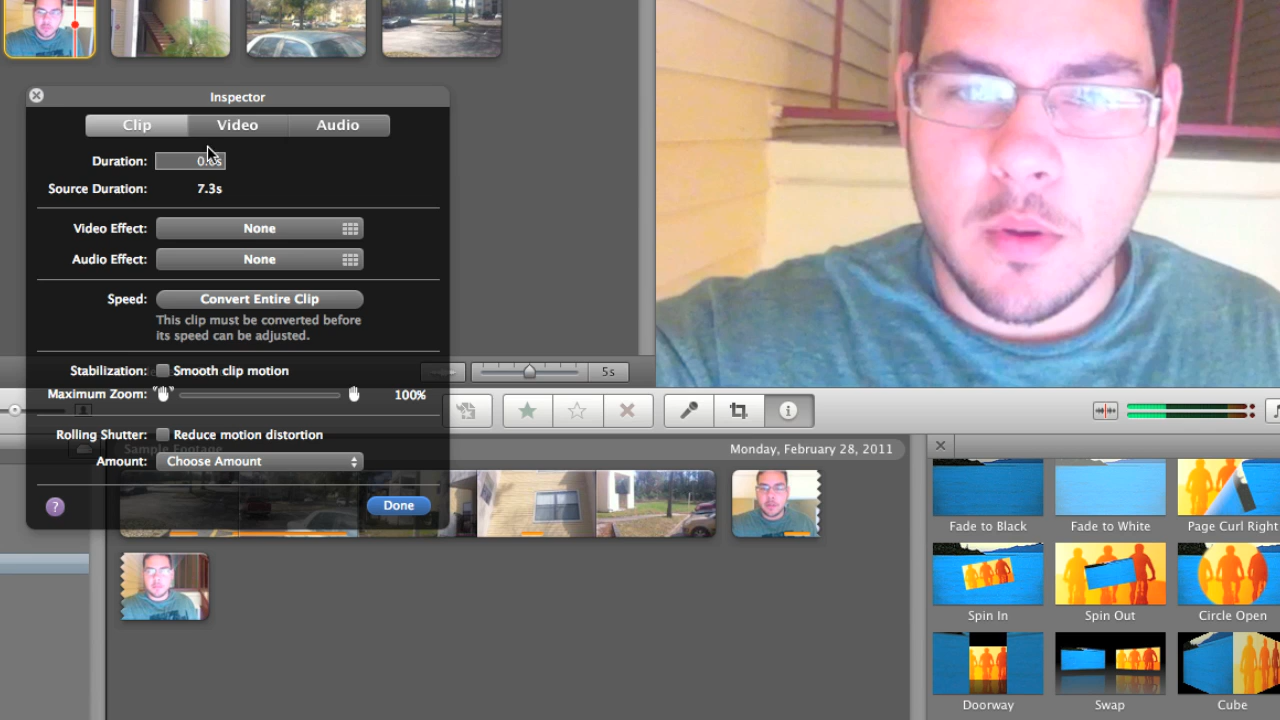 Inspector
Clip Video Audio
Duration:
Source Duration: 7.3s
Video Effect: None
Audio Effect: None
Speed: Convert Entire Clip
This clip must be converted before
its speed can be adjusted.
Stabilization: Smooth clip motion
5s
Maximum Zoom: 100%
Rolling Shutter: Reduce motion distortion
Sample Footage
Monday, February 28, 2011
Amount: Choose Amount
? Done
Fade to Black Fade to White Page Curl Right
Spin In Spin Out Circle Open
Doorway Swap Cube